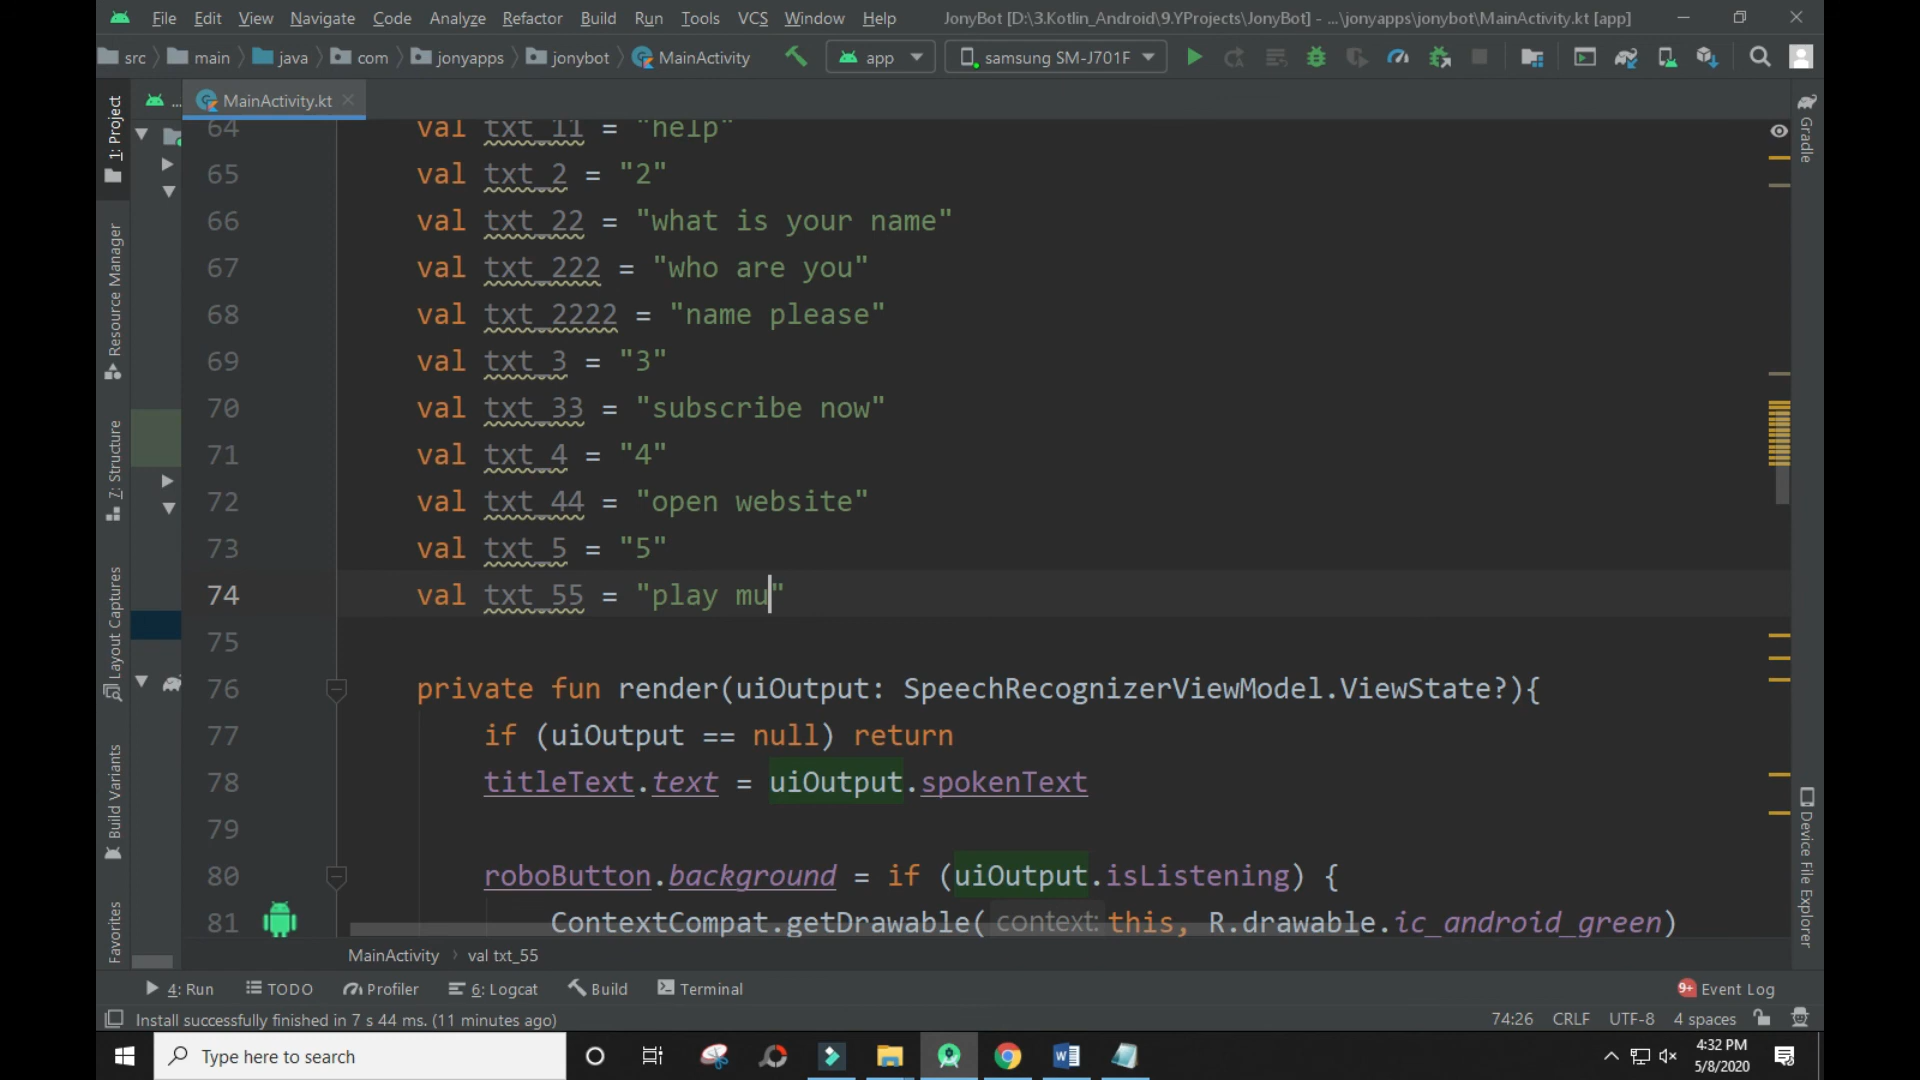 File Edit View Navigate Code Analyze Refactor Build Run Tools VCS Window Help JonyBot [D:\3.Kotlin_Android\9.YProjects\JonyBot] - ...\jonyapps\jonybot\MainActivity.kt [app]
src main java com jonyapps jonybot MainActivity app samsung SM-J701F
1: Project
Resource Manager
7: Structure
Layout Captures
Build Variants
Favorites
... MainActivity.kt
64 val txt_11 = "help"
65 val txt_2 = "2"
66 val txt_22 = "what is your name"
67 val txt_222 = "who are you"
68 val txt_2222 = "name please"
69 val txt_3 = "3"
70 val txt_33 = "subscribe now"
71 val txt_4 = "4"
72 val txt_44 = "open website"
73 val txt_5 = "5"
74 val txt_55 = "play mu"
75
76 private fun render(uiOutput: SpeechRecognizerViewModel.ViewState?){
77 if (uiOutput == null) return
78 titleText.text = uiOutput.spokenText
79
80 roboButton.background = if (uiOutput.isListening) {
81 ContextCompat.getDrawable( context: this, R.drawable.ic_android_green)
Gradle
Device File Explorer
MainActivity val txt_55
4: Run TODO Profiler 6: Logcat Build Terminal 9+ Event Log
Install successfully finished in 7 s 44 ms. (11 minutes ago) 74:26 CRLF UTF-8 4 spaces
Type here to search
4:32 PM
5/8/2020